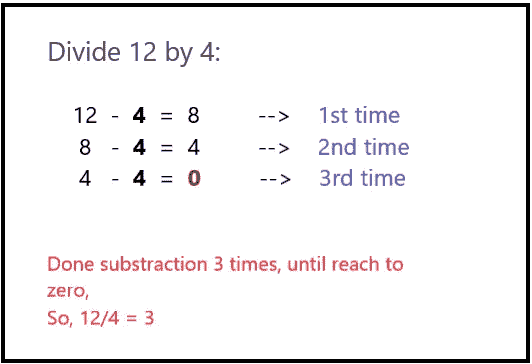 Divide 12 by 4:
12 - 4 = 8 --> 1st time
8 - 4 = 4 --> 2nd time
4 - 4 = 0 --> 3rd time
Done substraction 3 times, until reach to
zero,
So, 12/4 = 3